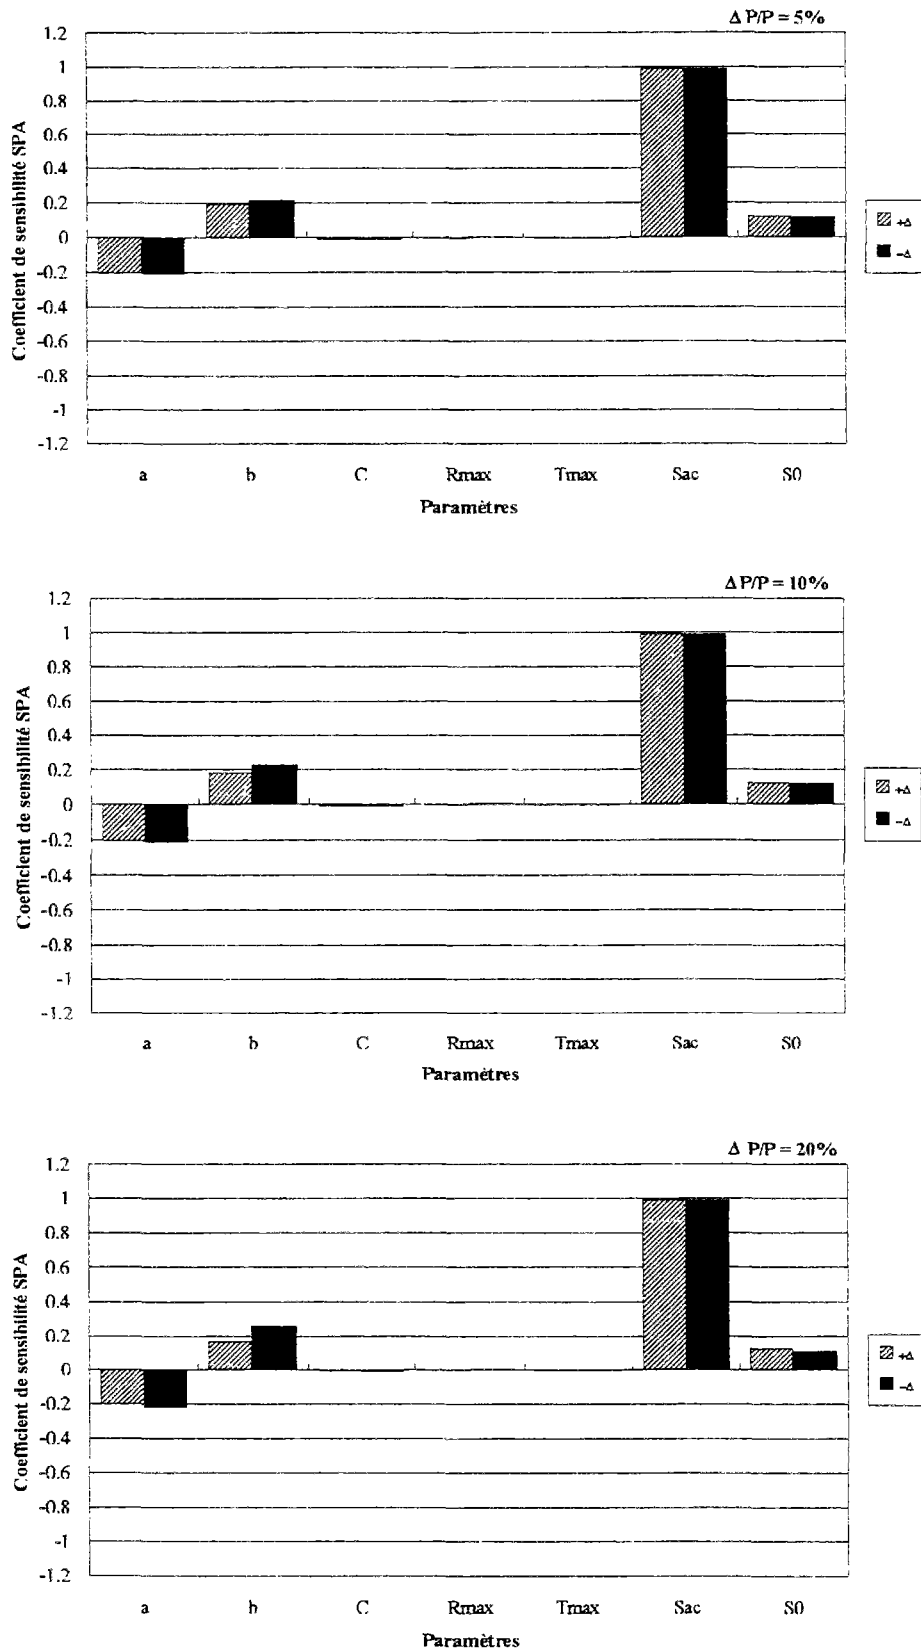 Δ P/P = 5%
1.2
1
0.8
0.6
0.4
0.2
0
-0.2
-0.4
-0.6
-0.8
-1
-1.2
Coefficient de sensibilité SPA
a b C Rmax Tmax Sac S0
Paramètres
+Δ
-Δ
Δ P/P = 10%
1.2
1
0.8
0.6
0.4
0.2
0
-0.2
-0.4
-0.6
-0.8
-1
-1.2
Coefficient de sensibilité SPA
a b C Rmax Tmax Sac S0
Paramètres
+Δ
-Δ
Δ P/P = 20%
1.2
1
0.8
0.6
0.4
0.2
0
-0.2
-0.4
-0.6
-0.8
-1
-1.2
Coefficient de sensibilité SPA
a b C Rmax Tmax Sac S0
Paramètres
+Δ
-Δ